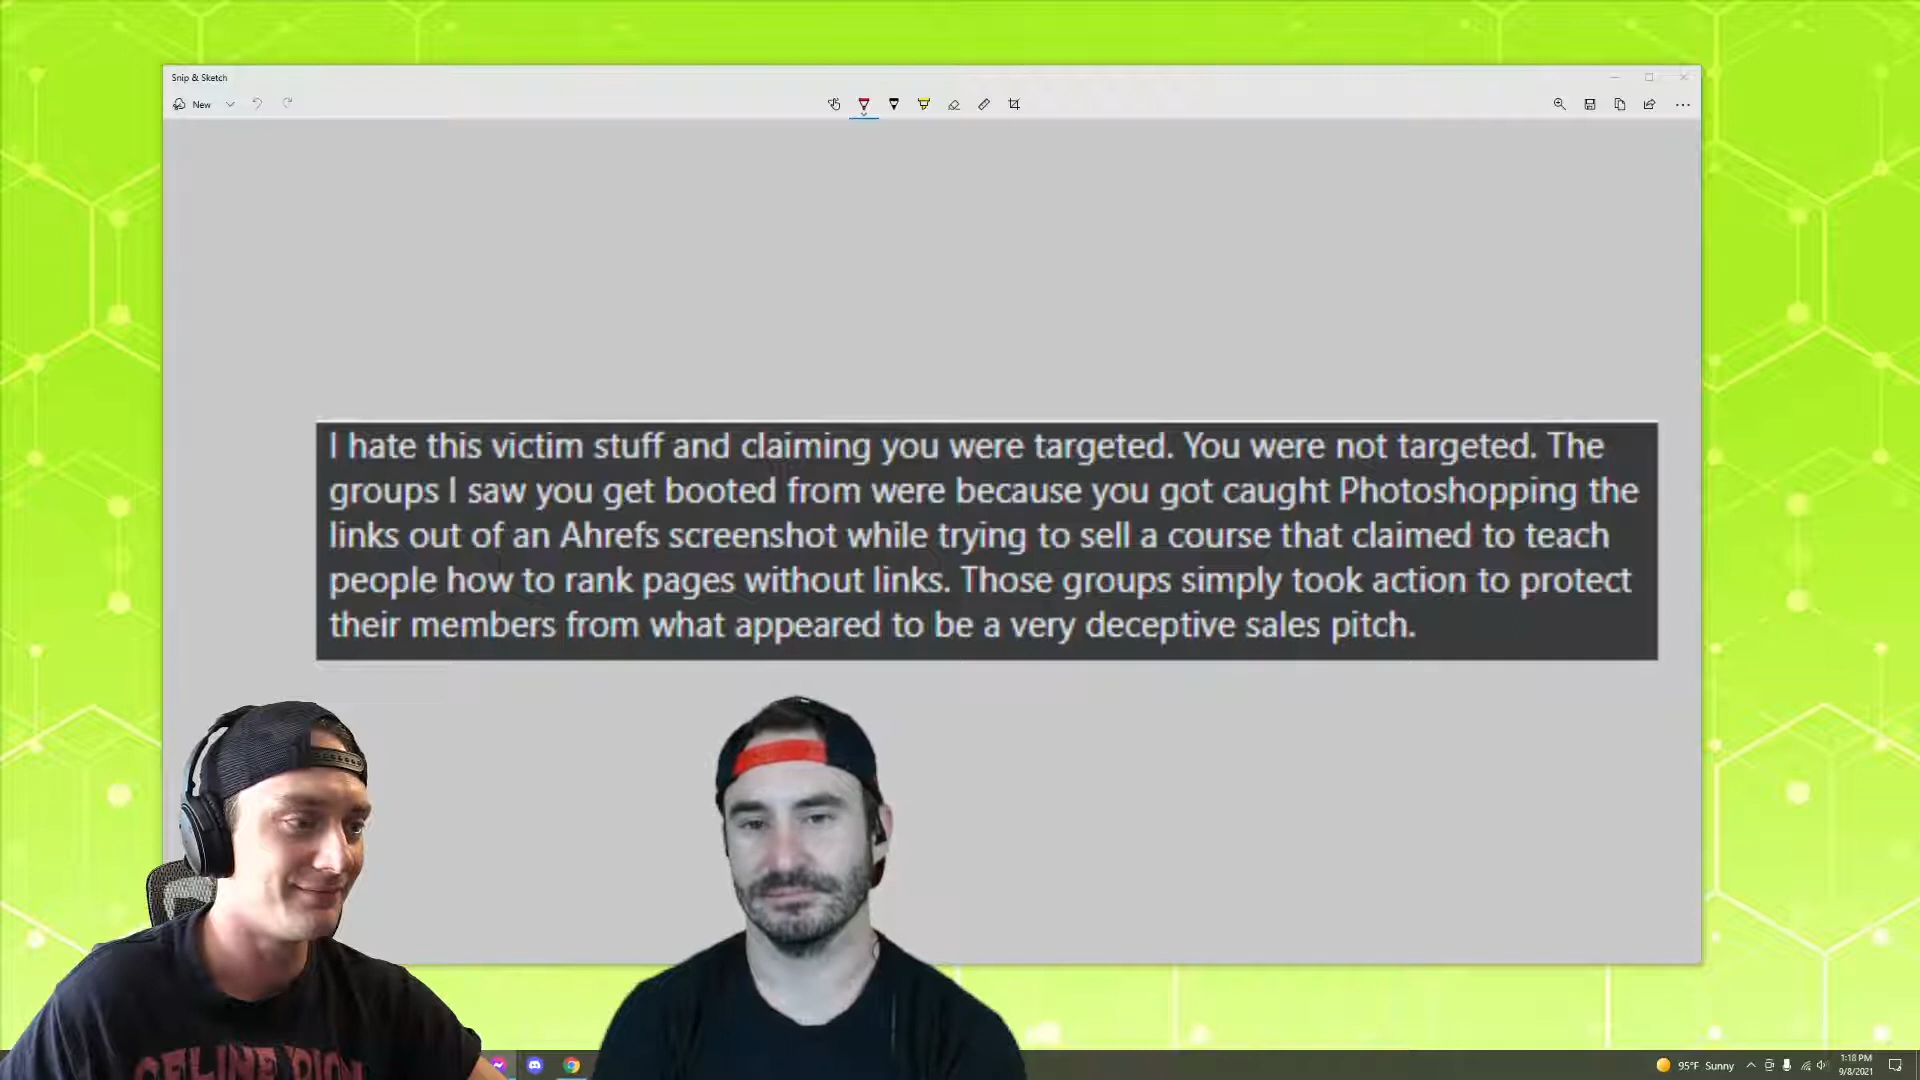 Snip & Sketch
New
I hate this victim stuff and claiming you were targeted. You were not targeted. The
groups I saw you get booted from were because you got caught Photoshopping the
links out of an Ahrefs screenshot while trying to sell a course that claimed to teach
people how to rank pages without links. Those groups simply took action to protect
their members from what appeared to be a very deceptive sales pitch.
CELINE DION
95°F Sunny
1:18 PM
9/8/2021